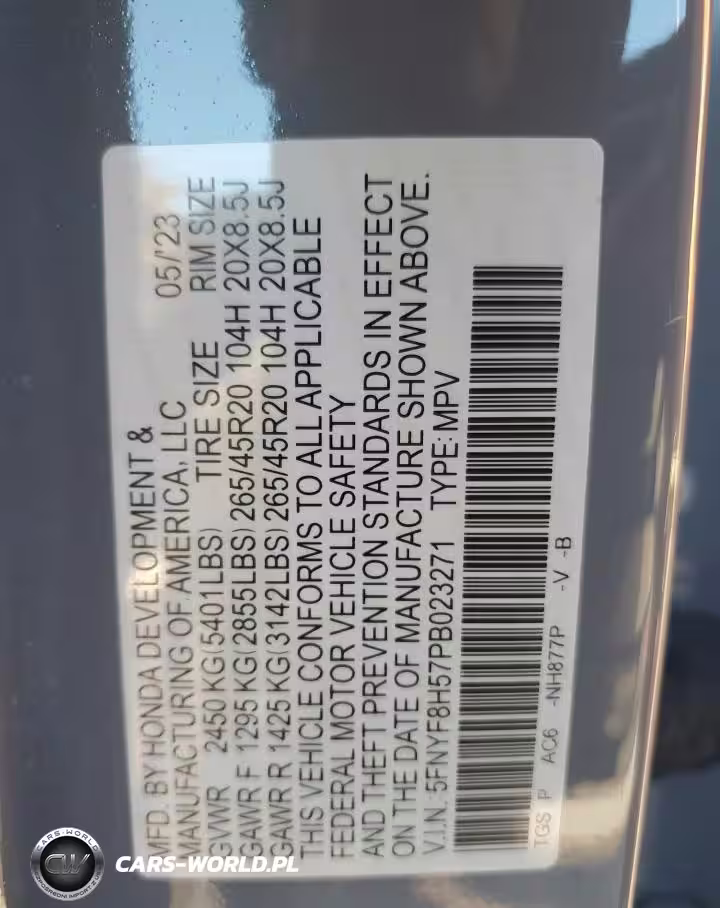 MFD. BY HONDA DEVELOPMENT &
MANUFACTURING OF AMERICA, LLC 05/'23
GVWR 2450 KG(5401LBS) TIRE SIZE RIM SIZE
GAWR F 1295 KG(2855LBS) 265/45R20 104H 20X8.5J
GAWR R 1425 KG(3142LBS) 265/45R20 104H 20X8.5J
THIS VEHICLE CONFORMS TO ALL APPLICABLE
FEDERAL MOTOR VEHICLE SAFETY
AND THEFT PREVENTION STANDARDS IN EFFECT
ON THE DATE OF MANUFACTURE SHOWN ABOVE.
V.I.N.: 5FNYF8H57PB023271 TYPE: MPV
TGS P AC6 -NH877P -V -B
CARS-WORLD
CW
CARS-WORLD.PL